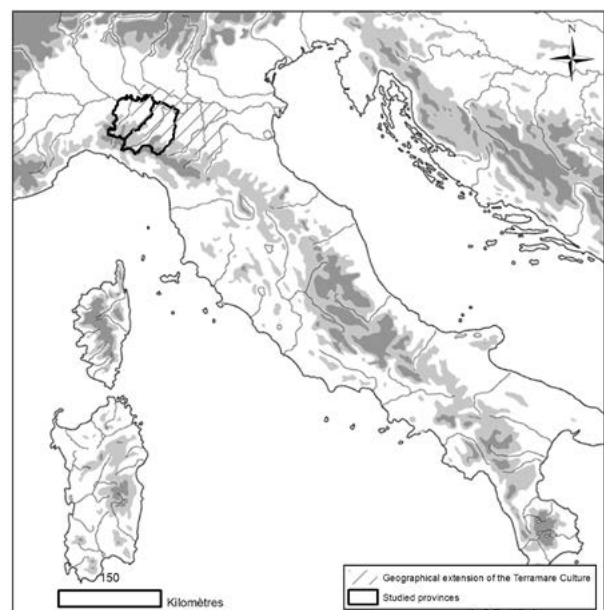 N
150
Kilomètres
Geographical extension of the Terramare Culture
Studied provinces